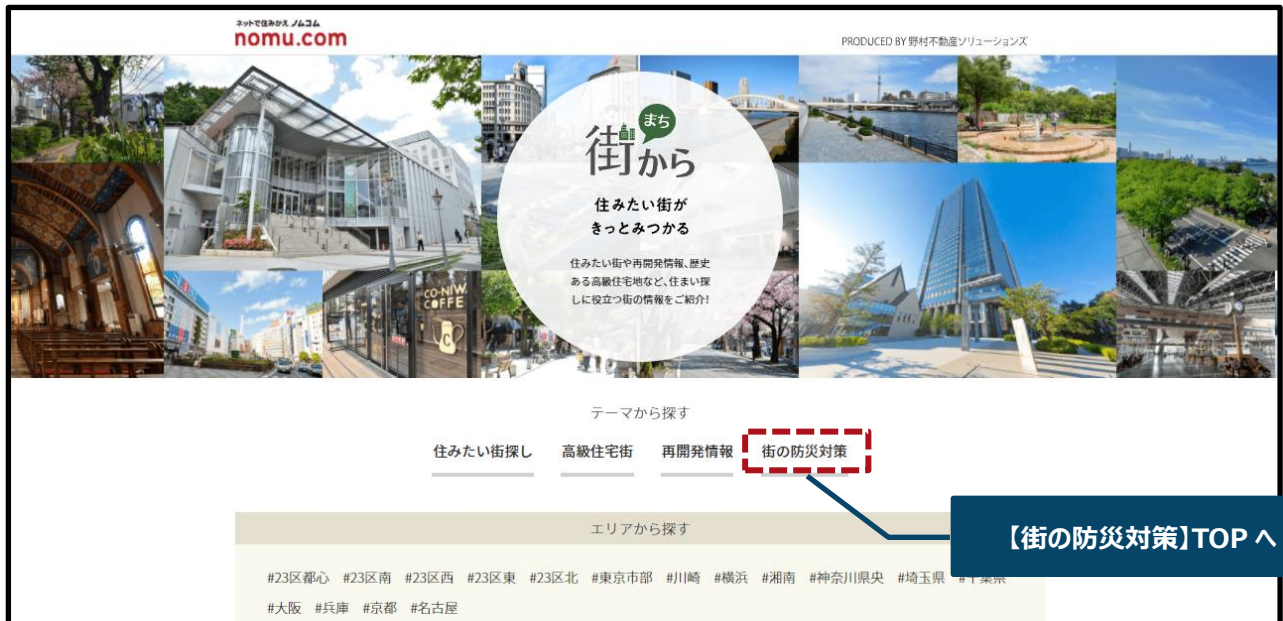 ネットで住みかえ ノムコム
nomu.com
PRODUCED BY 野村不動産ソリューションズ
まち
街から
住みたい街が
きっとみつかる
住みたい街や再開発情報、歴史
ある高級住宅地など、住まい探
しに役立つ街の情報をご紹介!
CO-NIW
COFFE
C
テーマから探す
住みたい街探し 高級住宅街 再開発情報 街の防災対策
【街の防災対策】TOP へ
エリアから探す
#23区都心 #23区南 #23区西 #23区東 #23区北 #東京市部 #川崎 #横浜 #湘南 #神奈川県央 #埼玉県 #千葉県
#大阪 #兵庫 #京都 #名古屋